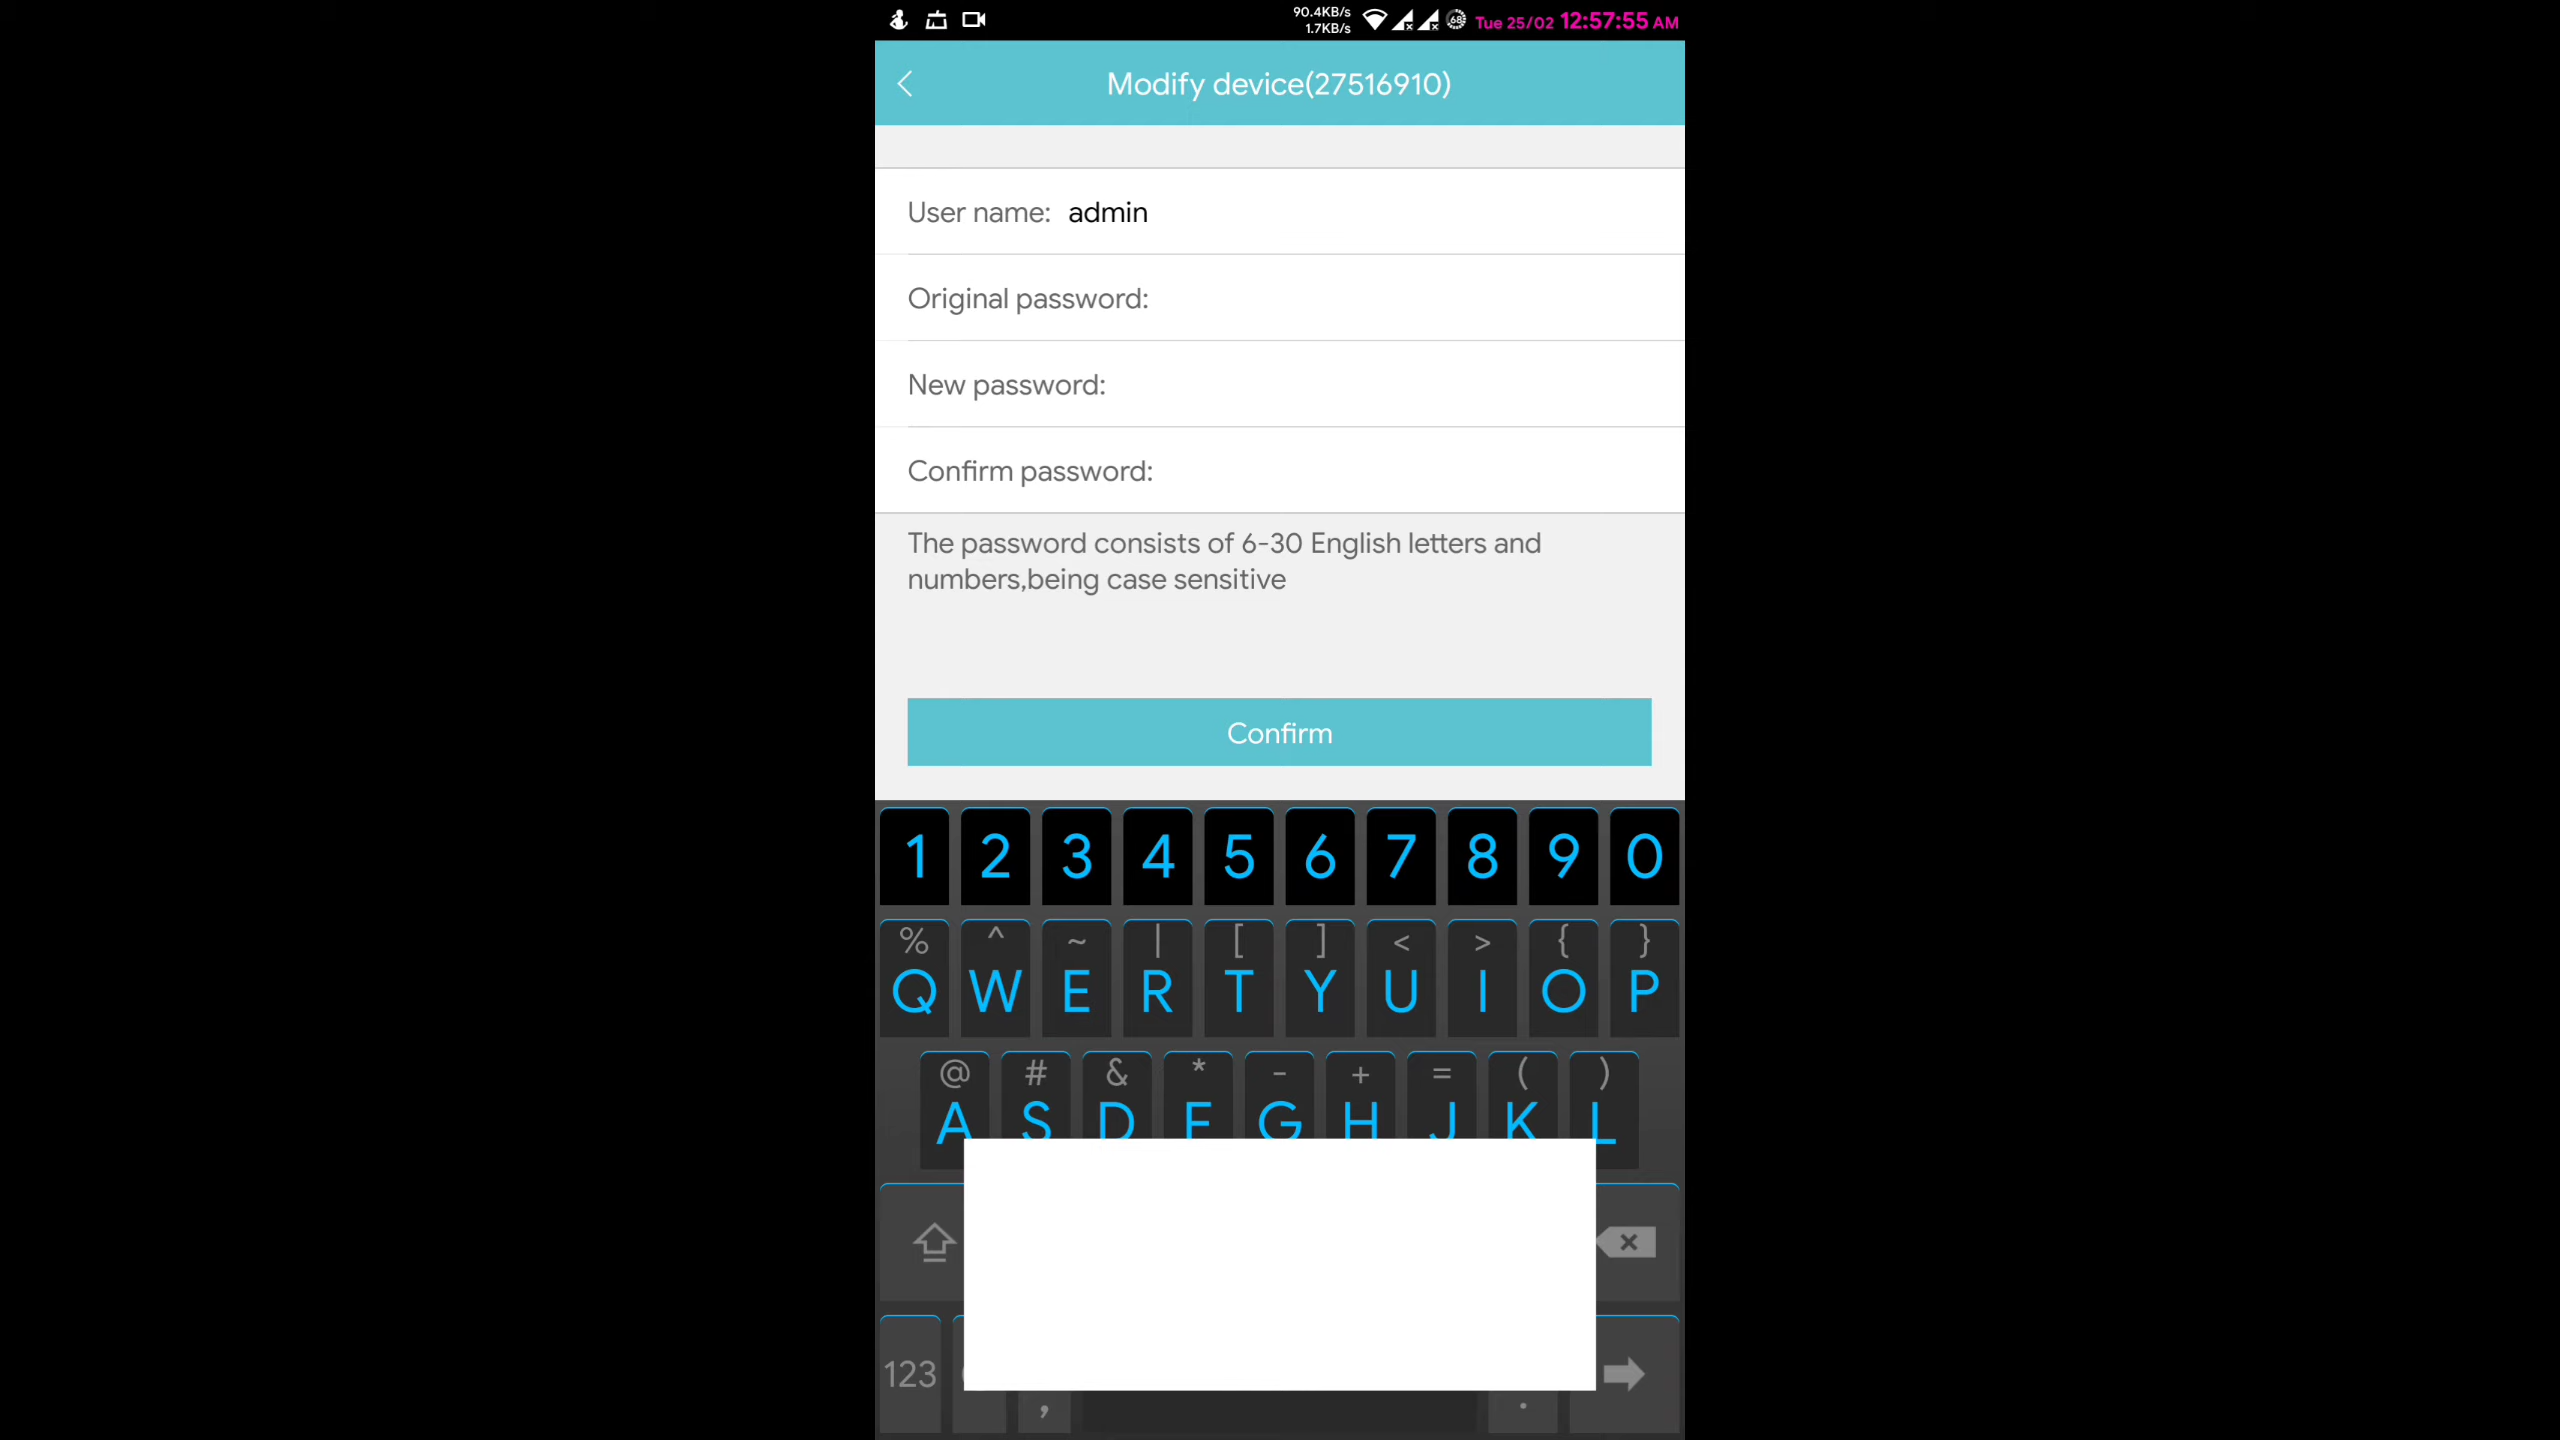 90.4KB/s
1.7KB/s
68
Tue 25/02 12:57:55 AM
Modify device(27516910)
User name: admin
Original password:
New password:
Confirm password:
The password consists of 6-30 English letters and
numbers,being case sensitive
Confirm
1 2 3 4 5 6 7 8 9 0
% ^ ~ | [ ] < > { }
Q W E R T Y U I O P
@ # & * - + = ( )
A S D F G H J K L
123
, .